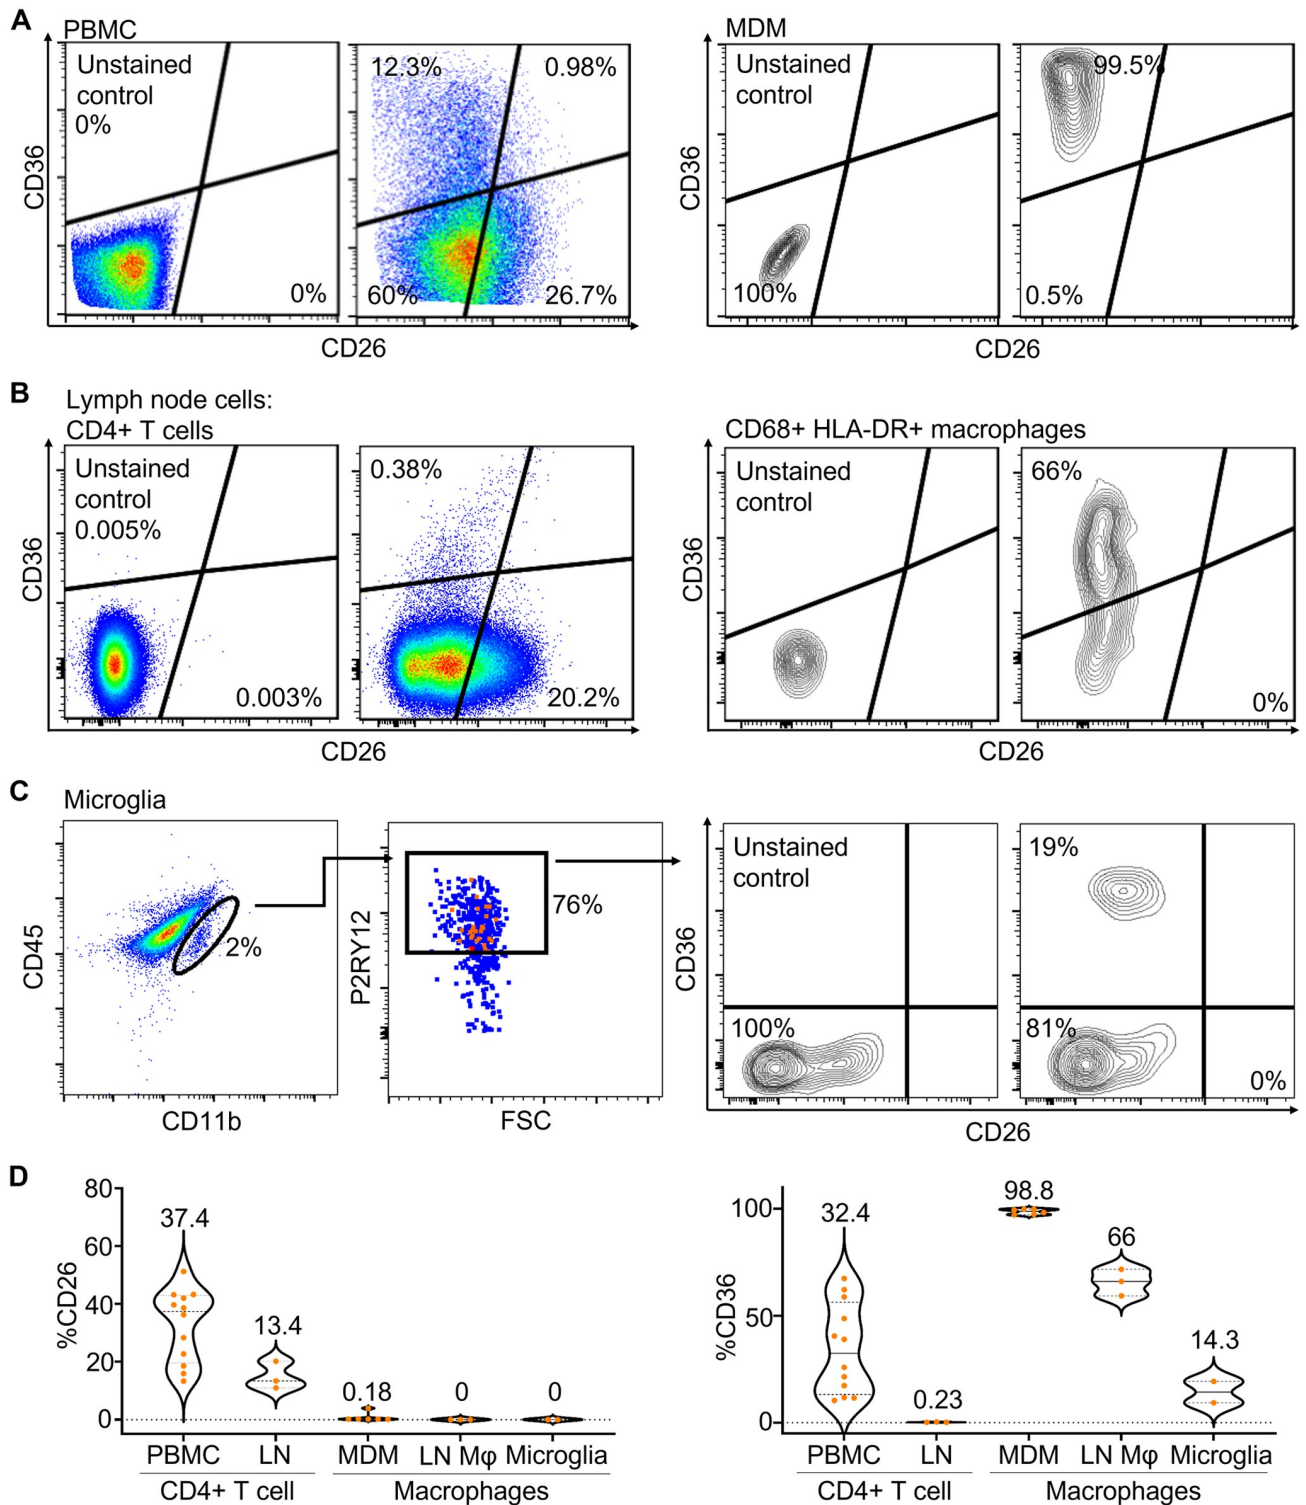 A
PBMC
Unstained
control
0%
0%
12.3%
0.98%
60%
26.7%
CD36
CD26
MDM
Unstained
control
100%
99.5%
0.5%
CD36
CD26
B
Lymph node cells:
CD4+ T cells
Unstained
control
0.005%
0.003%
0.38%
20.2%
CD36
CD26
CD68+ HLA-DR+ macrophages
Unstained
control
66%
0%
CD36
CD26
C
Microglia
2%
CD45
CD11b
76%
P2RY12
FSC
Unstained
control
100%
19%
81%
0%
CD36
CD26
D
80
60
40
20
0
%CD26
37.4
13.4
0.18
0
0
PBMC
LN
MDM
LN Mφ
Microglia
CD4+ T cell
Macrophages
100
50
0
%CD36
32.4
0.23
98.8
66
14.3
PBMC
LN
MDM
LN Mφ
Microglia
CD4+ T cell
Macrophages